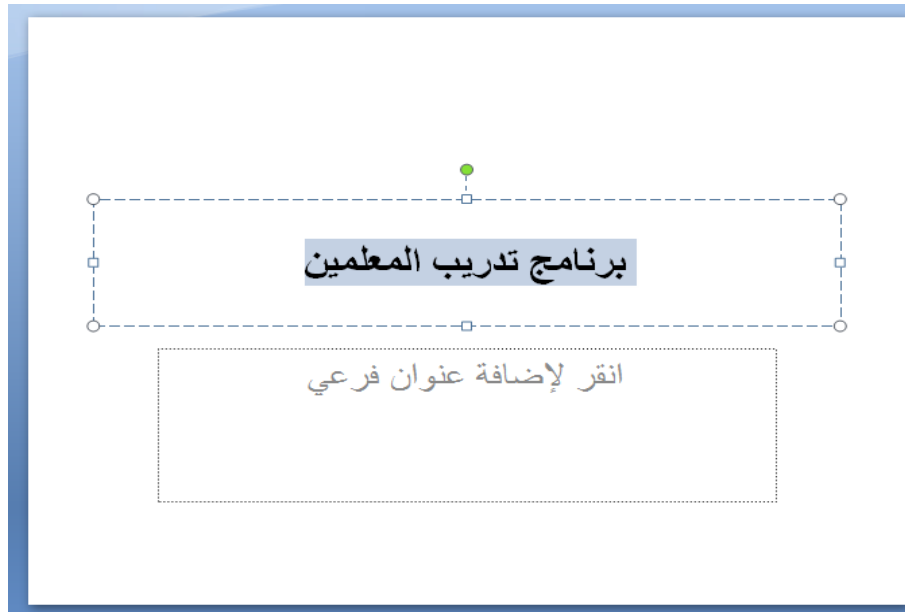 برنامج تدريب المعلمين
انقر لإضافة عنوان فرعي